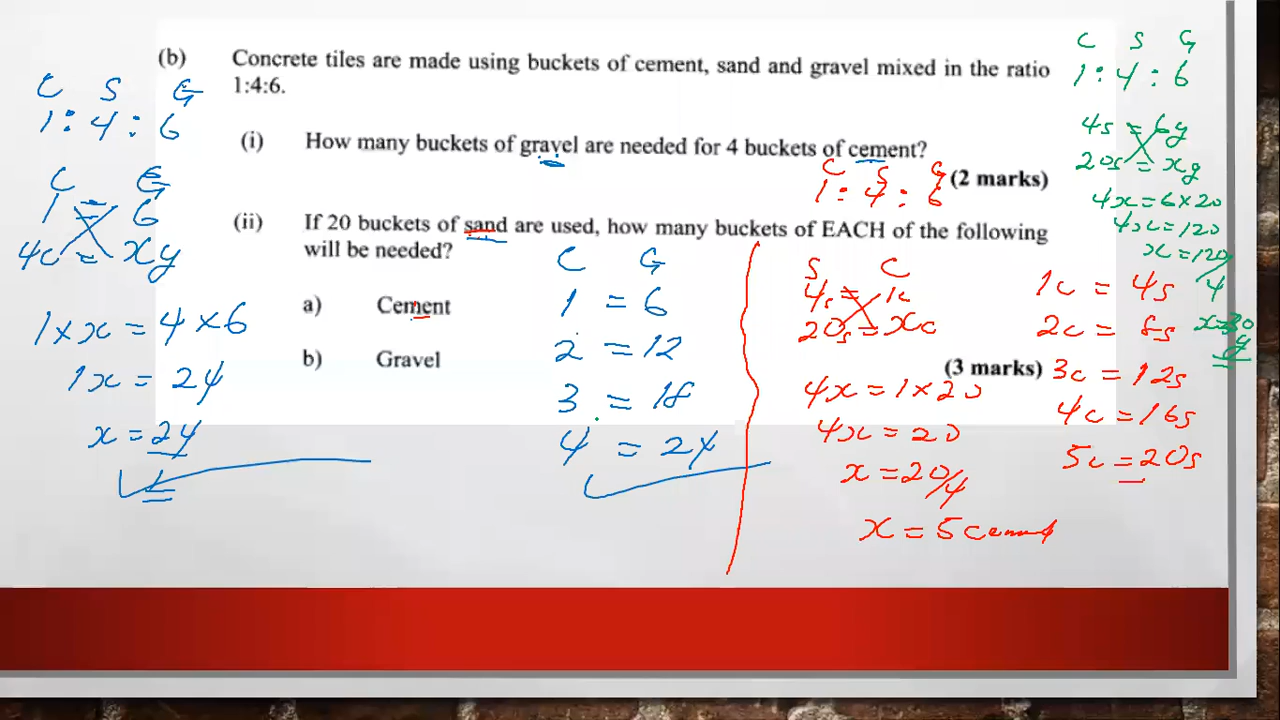 (b) Concrete tiles are made using buckets of cement, sand and gravel mixed in the ratio
1:4:6.
(i) How many buckets of gravel are needed for 4 buckets of cement?
(2 marks)
(ii) If 20 buckets of sand are used, how many buckets of EACH of the following
will be needed?
a) Cement
b) Gravel
(3 marks)
C S G
1 : 4 : 6
C G
1 = 6
4c = xg
1 × x = 4 × 6
1x = 24
x = 24
C G
1 = 6
2 = 12
3 = 18
4 = 24
C S G
1 : 4 : 6
S C
4s = 1c
20s = xc
4x = 1 × 20
4x = 20
x = 20/4
x = 5 cement
1c = 4s
2c = 8s
3c = 12s
4c = 16s
5c = 20s
C S G
1 : 4 : 6
4s = 6g
20s = xg
4x = 6 × 20
4x = 120
x = 120/4
x = 30
g